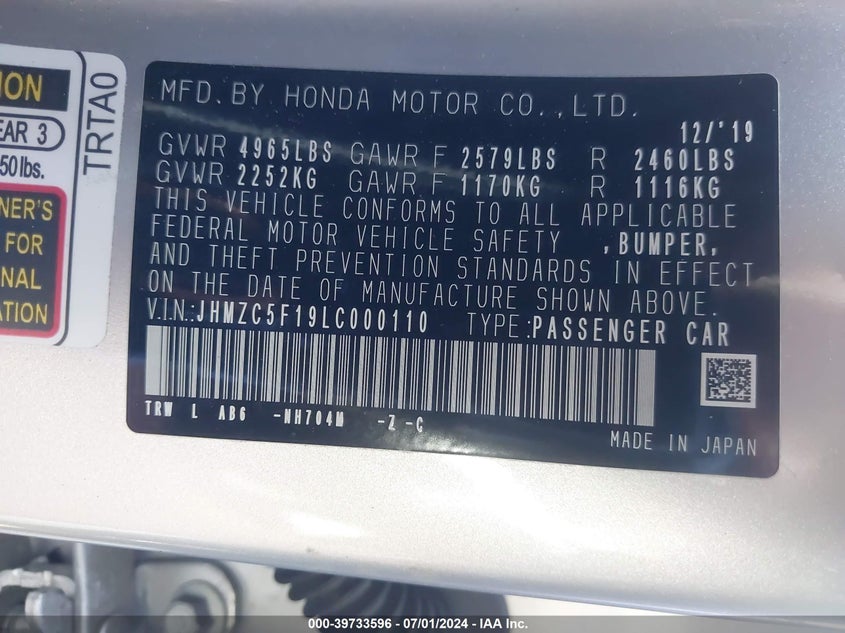 ION
EAR 3
50 lbs.
NER'S
FOR
NAL
ATION
TRTA0
MFD. BY HONDA MOTOR CO., LTD.
12/'19
GVWR 4965LBS GAWR F 2579LBS R 2460LBS
GVWR 2252KG GAWR F 1170KG R 1116KG
THIS VEHICLE CONFORMS TO ALL APPLICABLE
FEDERAL MOTOR VEHICLE SAFETY ,BUMPER,
AND THEFT PREVENTION STANDARDS IN EFFECT
ON THE DATE OF MANUFACTURE SHOWN ABOVE.
V.I.N.:JHMZC5F19LC000110 TYPE:PASSENGER CAR
TRW L AB6 -NH704M -Z -C
MADE IN JAPAN
000-39733596 / 07/01/2024 - IAA Inc.